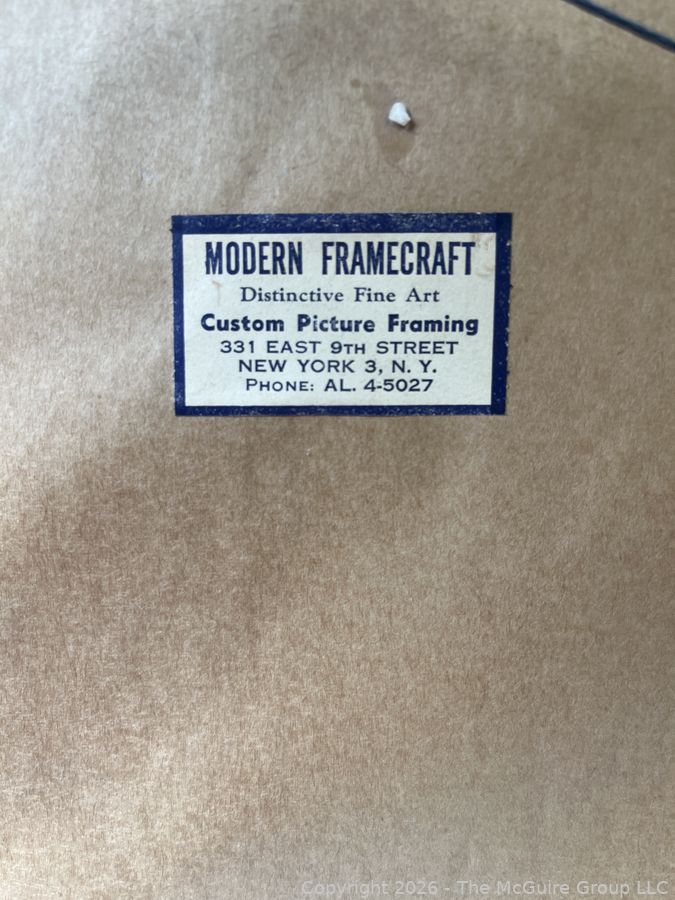 MODERN FRAMECRAFT
Distinctive Fine Art
Custom Picture Framing
331 EAST 9TH STREET
NEW YORK 3, N. Y.
PHONE: AL. 4-5027
Copyright 2026 - The McGuire Group LLC